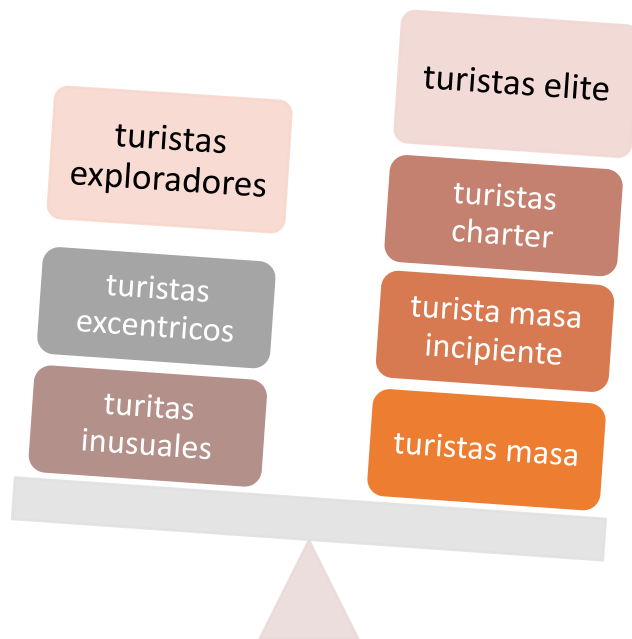 turistas
exploradores
turistas
excentricos
turitas
inusuales
turistas elite
turistas
charter
turista masa
incipiente
turistas masa